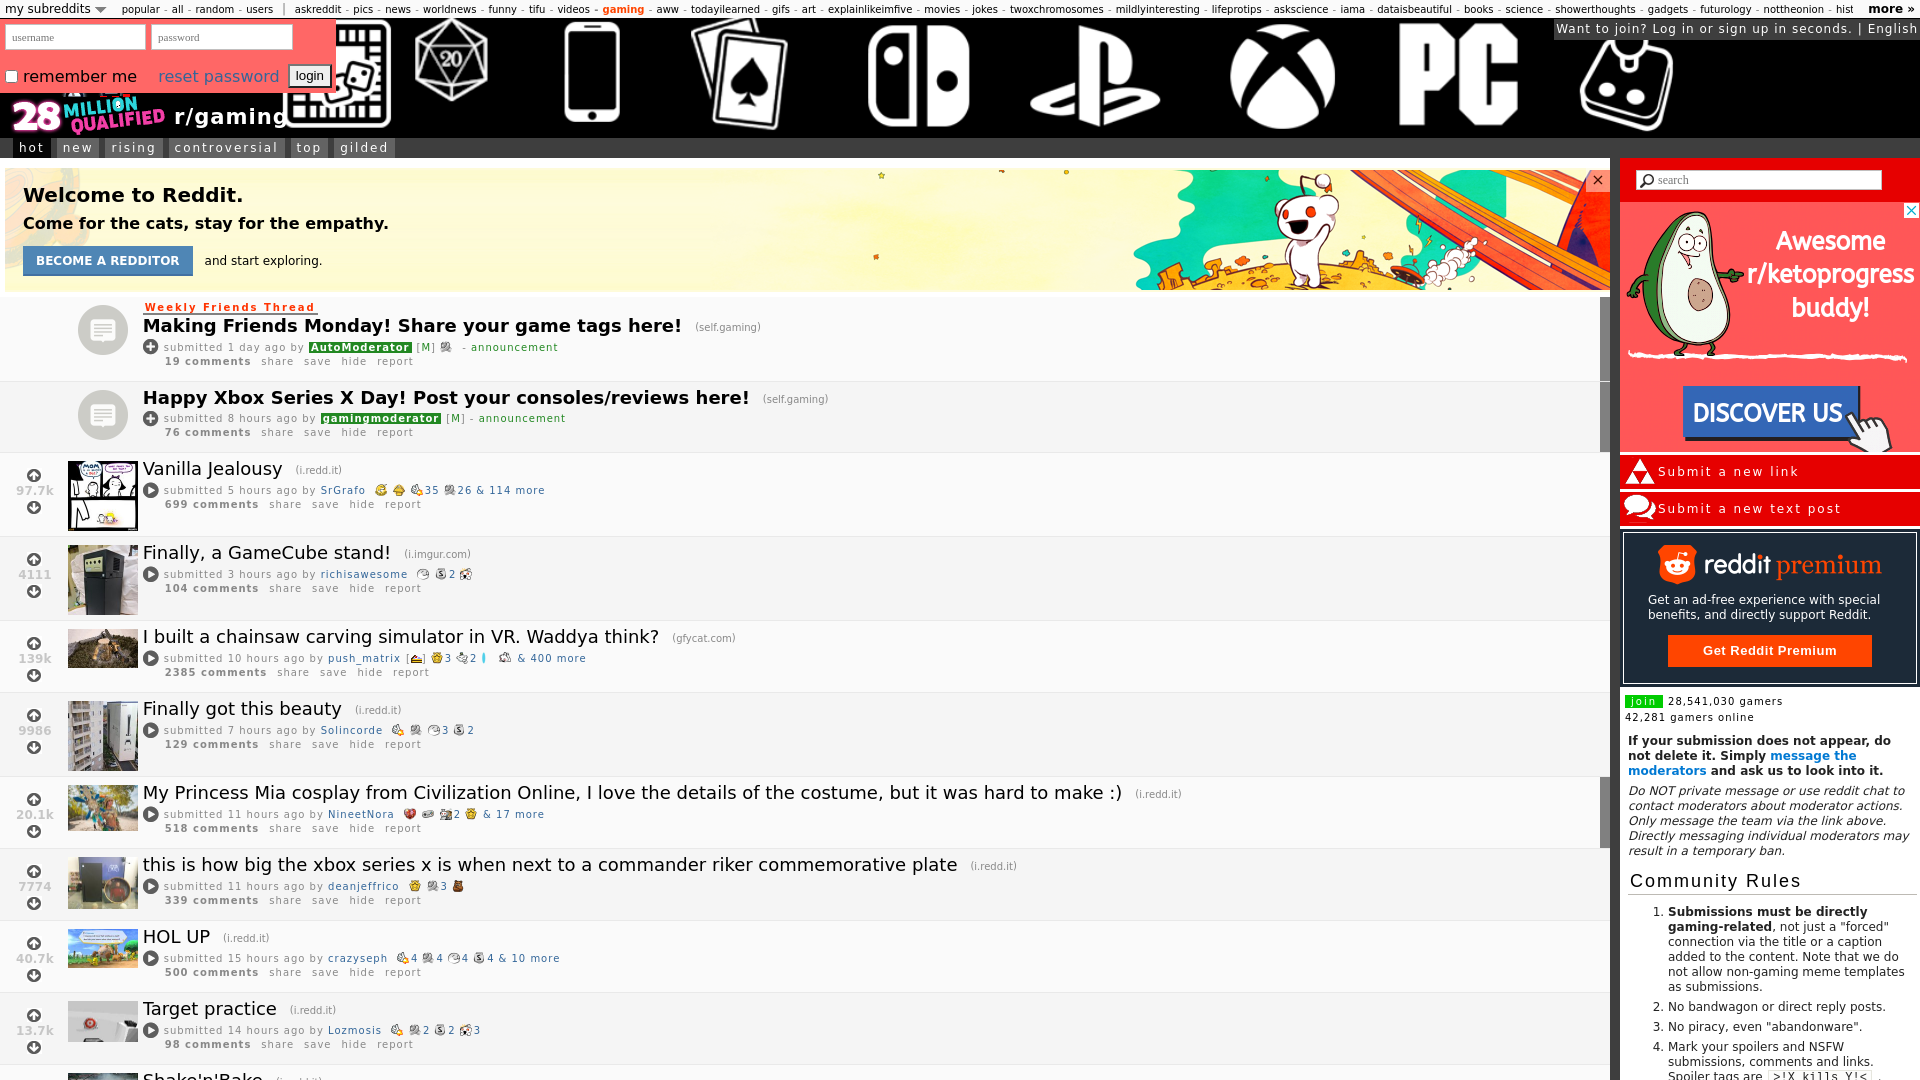 my subreddits
popular - all - random - users | askreddit - pics - news - worldnews - funny - tifu - videos - gaming - aww - todayilearned - gifs - art - explainlikeimfive - movies - jokes - twoxchromosomes - mildlyinteresting - lifeprotips - askscience - iama - dataisbeautiful - books - science - showerthoughts - gadgets - futurology - nottheonion - hist
more »
username
password
remember me
reset password
login
Want to join? Log in or sign up in seconds. | English
20
PC
28 MILLION QUALIFIED
r/gaming
hot
new
rising
controversial
top
gilded
Welcome to Reddit.
Come for the cats, stay for the empathy.
BECOME A REDDITOR
and start exploring.
Weekly Friends Thread
Making Friends Monday! Share your game tags here! (self.gaming)
submitted 1 day ago by AutoModerator [M] - announcement
19 comments share save hide report
Happy Xbox Series X Day! Post your consoles/reviews here! (self.gaming)
submitted 8 hours ago by gamingmoderator [M] - announcement
76 comments share save hide report
97.7k
Vanilla Jealousy (i.redd.it)
submitted 5 hours ago by SrGrafo 35 26 & 114 more
699 comments share save hide report
4111
Finally, a GameCube stand! (i.imgur.com)
submitted 3 hours ago by richisawesome 2
104 comments share save hide report
139k
I built a chainsaw carving simulator in VR. Waddya think? (gfycat.com)
submitted 10 hours ago by push_matrix [] 3 2 & 400 more
2385 comments share save hide report
9986
Finally got this beauty (i.redd.it)
submitted 7 hours ago by Solincorde 3 2
129 comments share save hide report
20.1k
My Princess Mia cosplay from Civilization Online, I love the details of the costume, but it was hard to make :) (i.redd.it)
submitted 11 hours ago by NineetNora 2 & 17 more
518 comments share save hide report
7774
this is how big the xbox series x is when next to a commander riker commemorative plate (i.redd.it)
submitted 11 hours ago by deanjeffrico 3
339 comments share save hide report
40.7k
HOL UP (i.redd.it)
submitted 15 hours ago by crazyseph 4 4 4 4 & 10 more
500 comments share save hide report
13.7k
Target practice (i.redd.it)
submitted 14 hours ago by Lozmosis 2 2 3
98 comments share save hide report
Shake'n'Bake (i.redd.it)
search
Awesome
r/ketoprogress
buddy!
DISCOVER US
Submit a new link
Submit a new text post
reddit premium
Get an ad-free experience with special
benefits, and directly support Reddit.
Get Reddit Premium
join 28,541,030 gamers
42,281 gamers online
If your submission does not appear, do
not delete it. Simply message the
moderators and ask us to look into it.
Do NOT private message or use reddit chat to
contact moderators about moderator actions.
Only message the team via the link above.
Directly messaging individual moderators may
result in a temporary ban.
Community Rules
1. Submissions must be directly
gaming-related, not just a "forced"
connection via the title or a caption
added to the content. Note that we do
not allow non-gaming meme templates
as submissions.
2. No bandwagon or direct reply posts.
3. No piracy, even "abandonware".
4. Mark your spoilers and NSFW
submissions, comments and links.
Spoiler tags are >!X kills Y!< .